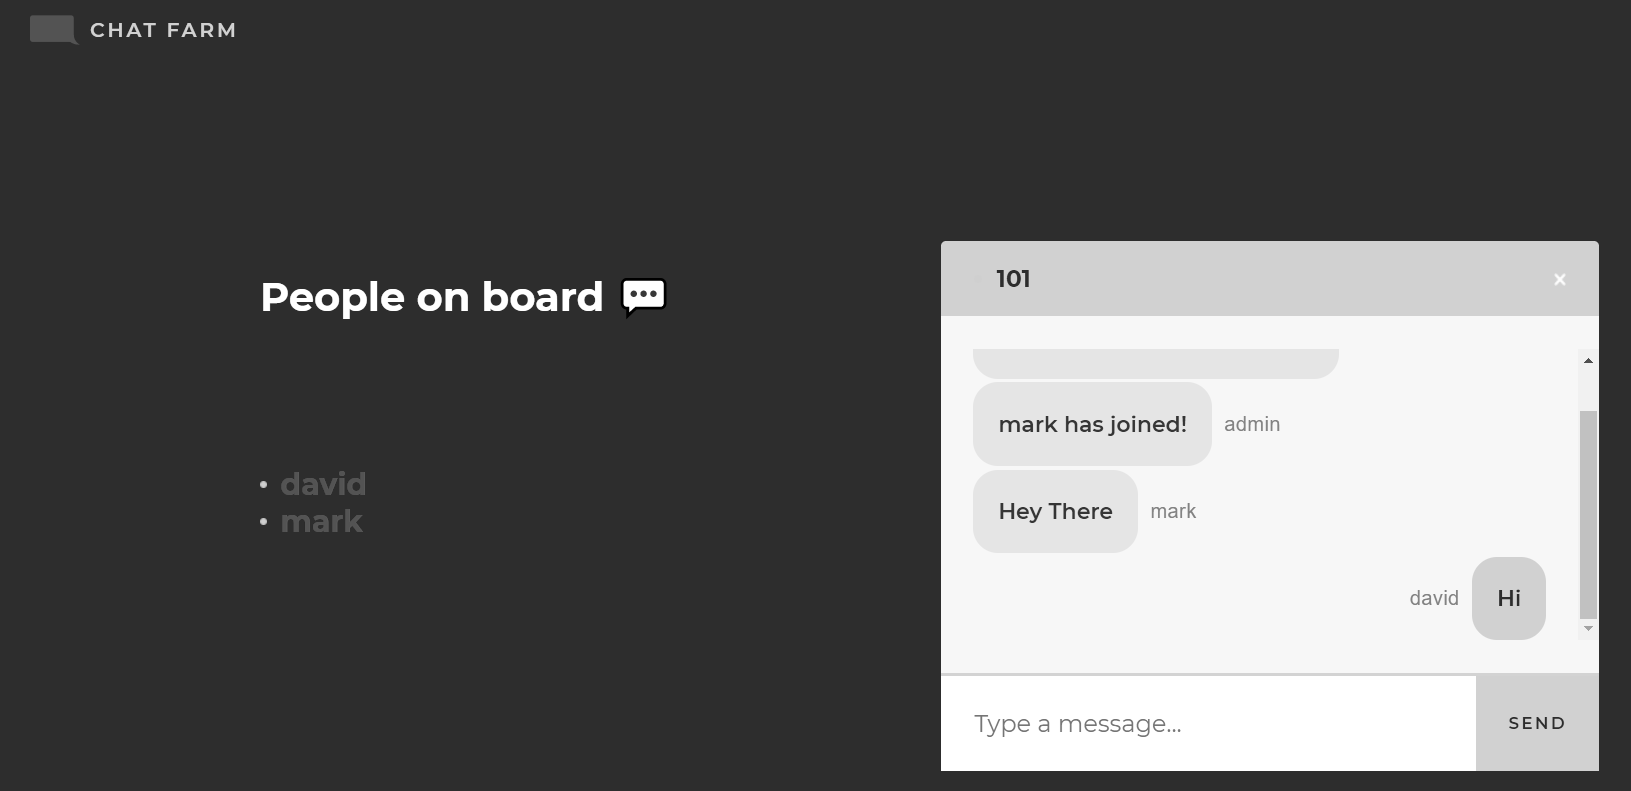 CHAT FARM
People on board
david
mark
101
mark has joined! admin
Hey There mark
david Hi
Type a message...
SEND